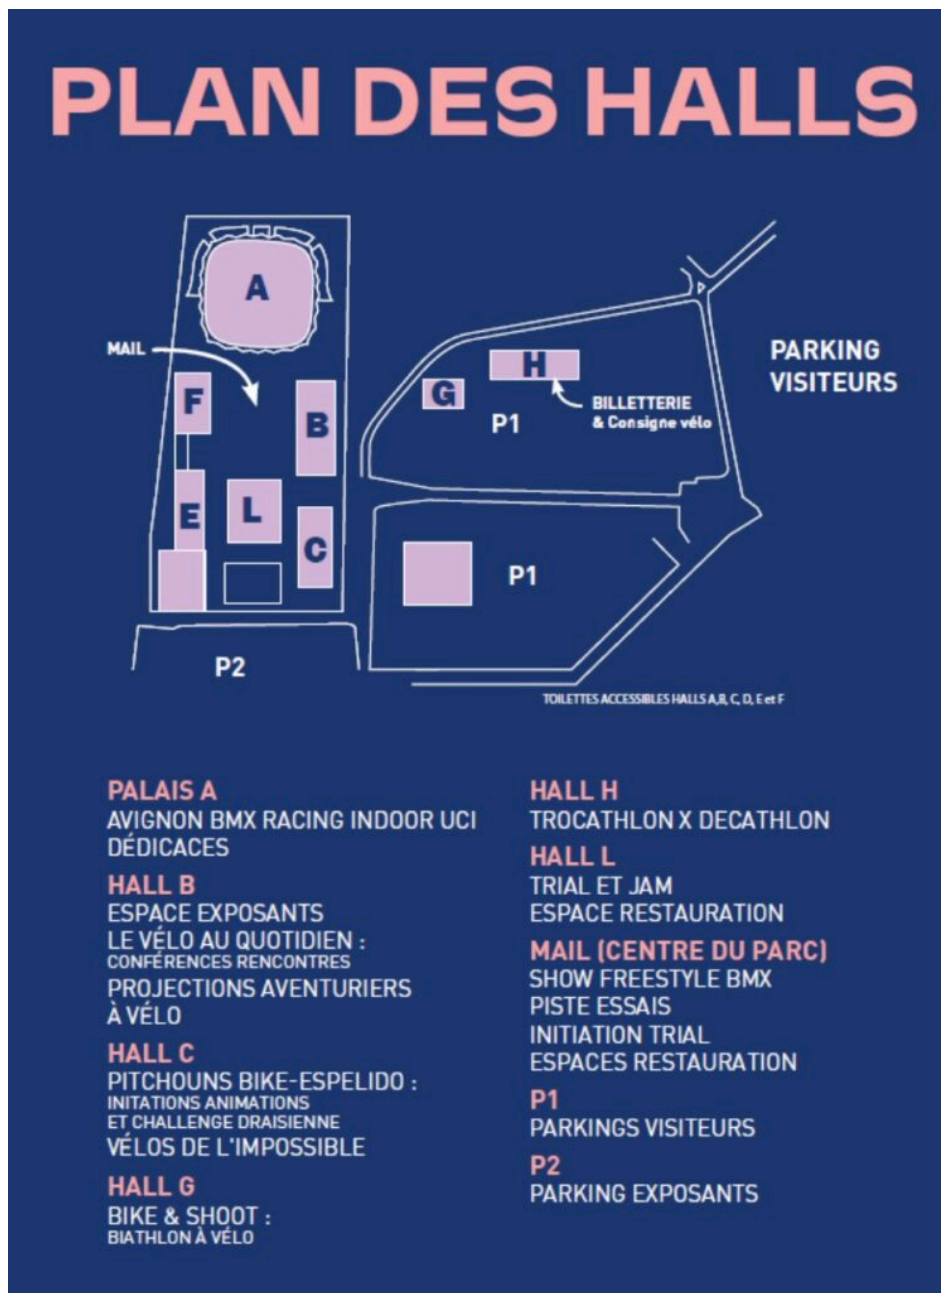 PLAN DES HALLS
A
MAIL
F
B
E
L
C
P2
G
H
P1
BILLETTERIE
& Consigne vélo
PARKING
VISITEURS
P1
TOILETTES ACCESSIBLES HALLS A,B, C, D, E et F
PALAIS A
AVIGNON BMX RACING INDOOR UCI
DÉDICACES
HALL B
ESPACE EXPOSANTS
LE VÉLO AU QUOTIDIEN :
CONFÉRENCES RENCONTRES
PROJECTIONS AVENTURIERS
À VÉLO
HALL C
PITCHOUNS BIKE-ESPELIDO :
INITATIONS ANIMATIONS
ET CHALLENGE DRAISIENNE
VÉLOS DE L'IMPOSSIBLE
HALL G
BIKE & SHOOT :
BIATHLON À VÉLO
HALL H
TROCATHLON X DECATHLON
HALL L
TRIAL ET JAM
ESPACE RESTAURATION
MAIL (CENTRE DU PARC)
SHOW FREESTYLE BMX
PISTE ESSAIS
INITIATION TRIAL
ESPACES RESTAURATION
P1
PARKINGS VISITEURS
P2
PARKING EXPOSANTS